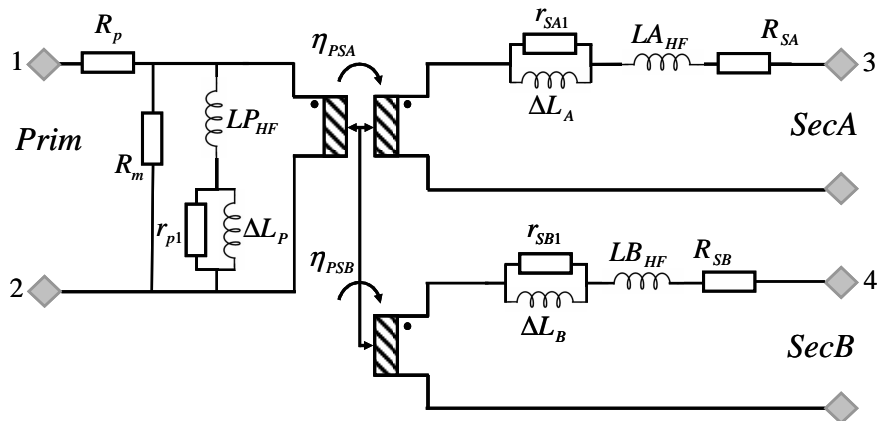 R_p
η_PSA
r_SA1
LA_HF
R_SA
1
3
ΔL_A
LP_HF
Prim
SecA
R_m
r_p1
ΔL_P
η_PSB
r_SB1
LB_HF
R_SB
2
4
ΔL_B
SecB